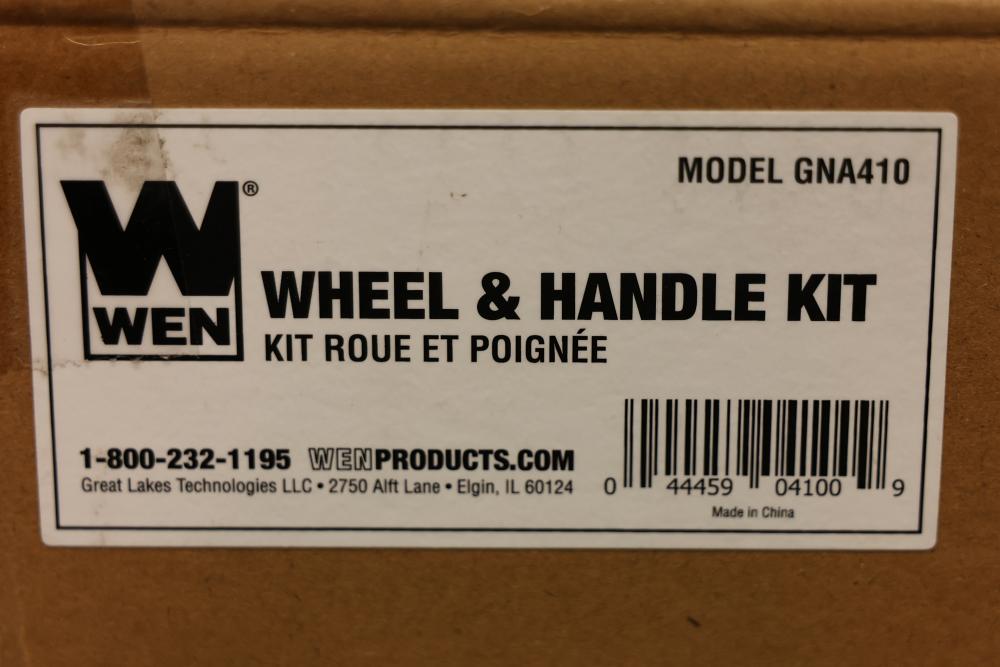 MODEL GNA410
W®
WEN
WHEEL & HANDLE KIT
KIT ROUE ET POIGNÉE
1-800-232-1195 WENPRODUCTS.COM
Great Lakes Technologies LLC • 2750 Alft Lane • Elgin, IL 60124
0 44459 04100 9
Made in China